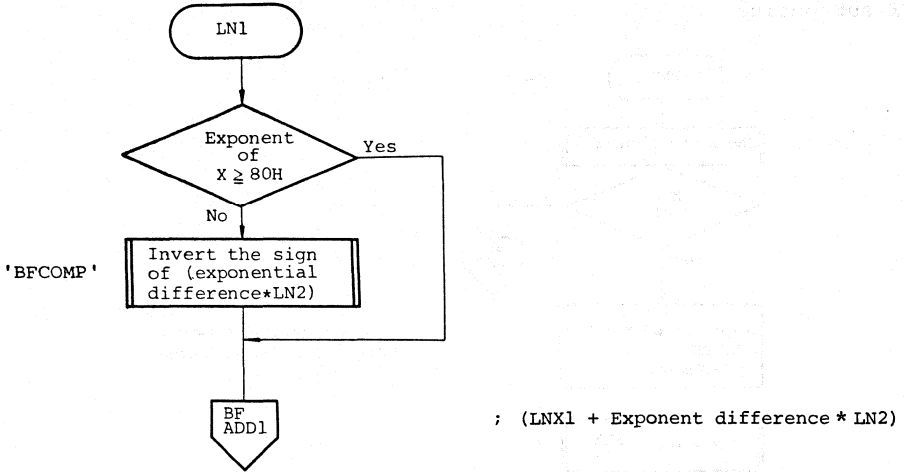 LN1
Exponent
of
X ≧ 80H
Yes
No
'BFCOMP'
Invert the sign
of (exponential
difference*LN2)
BF
ADD1
; (LNX1 + Exponent difference * LN2)